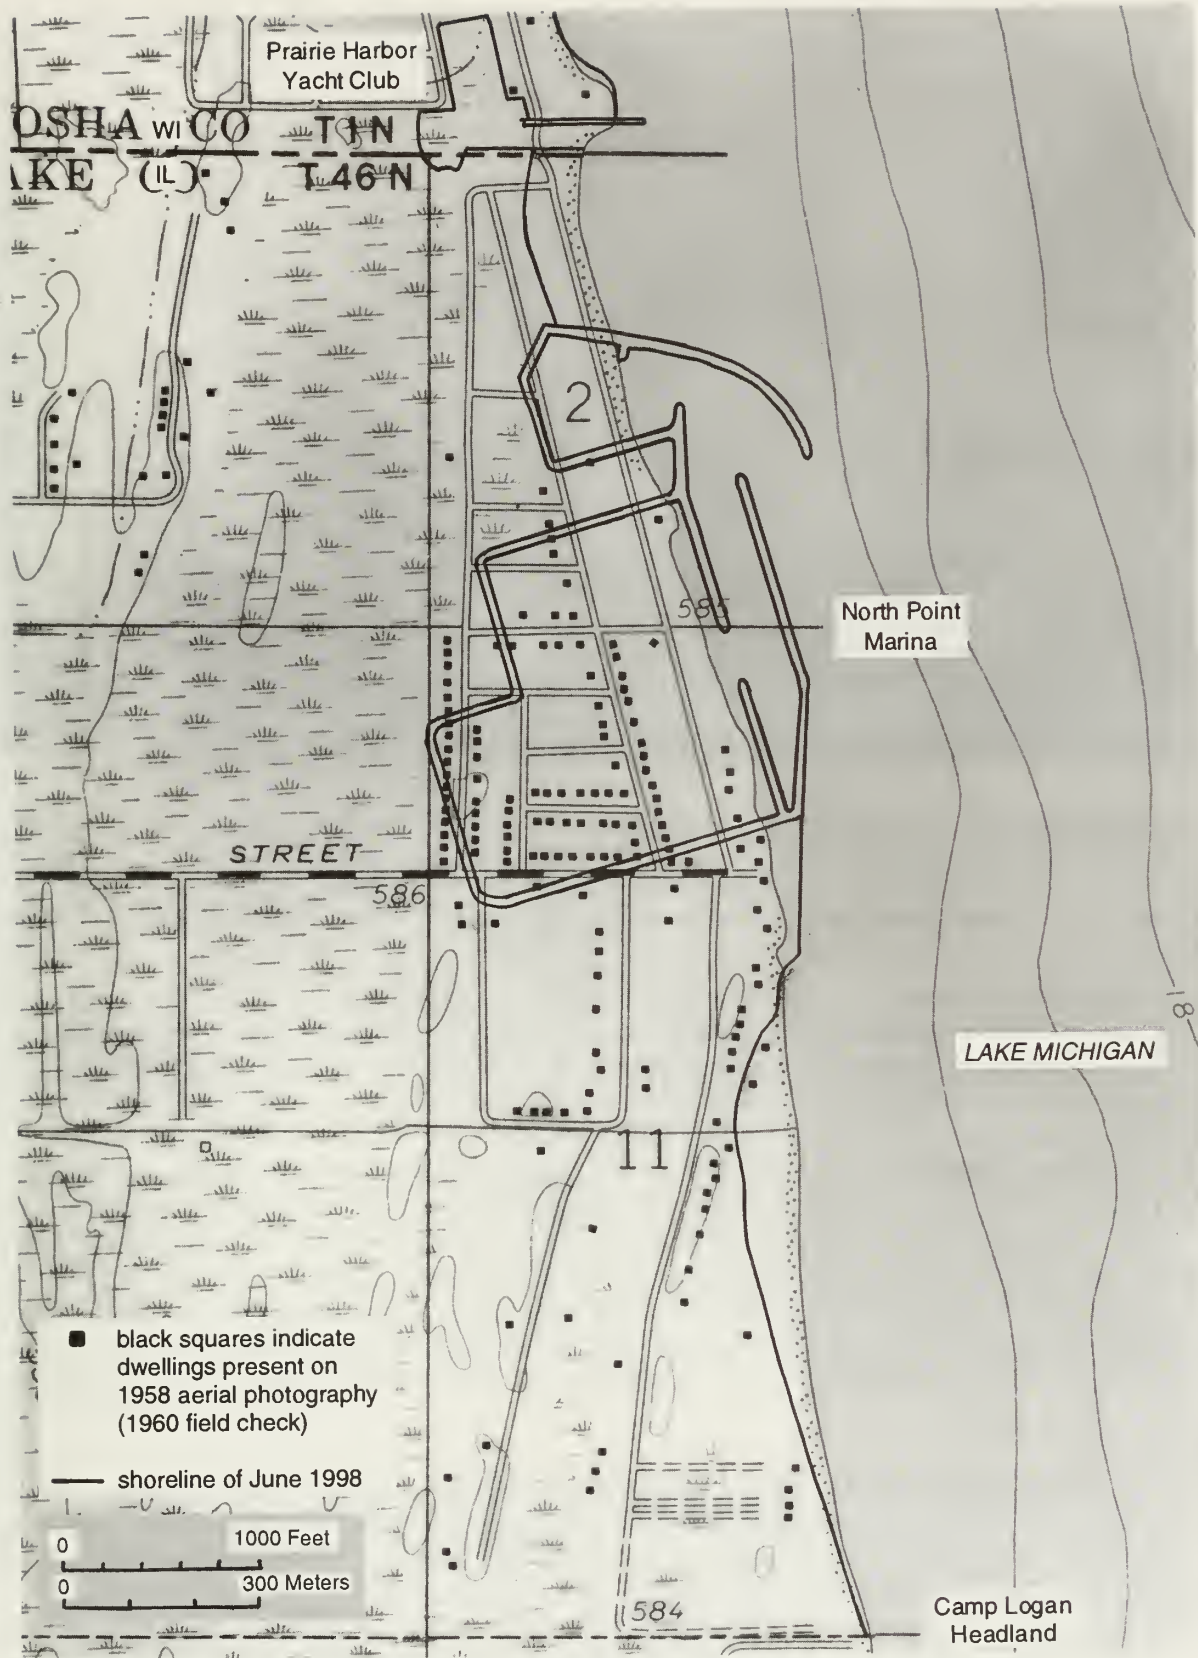 Prairie Harbor
Yacht Club
OSHA WI CO T 1 N
AKE (IL) T 46 N
2
585
North Point
Marina
STREET
586
18
LAKE MICHIGAN
11
black squares indicate
dwellings present on
1958 aerial photography
(1960 field check)
shoreline of June 1998
0 1000 Feet
0 300 Meters
584
Camp Logan
Headland